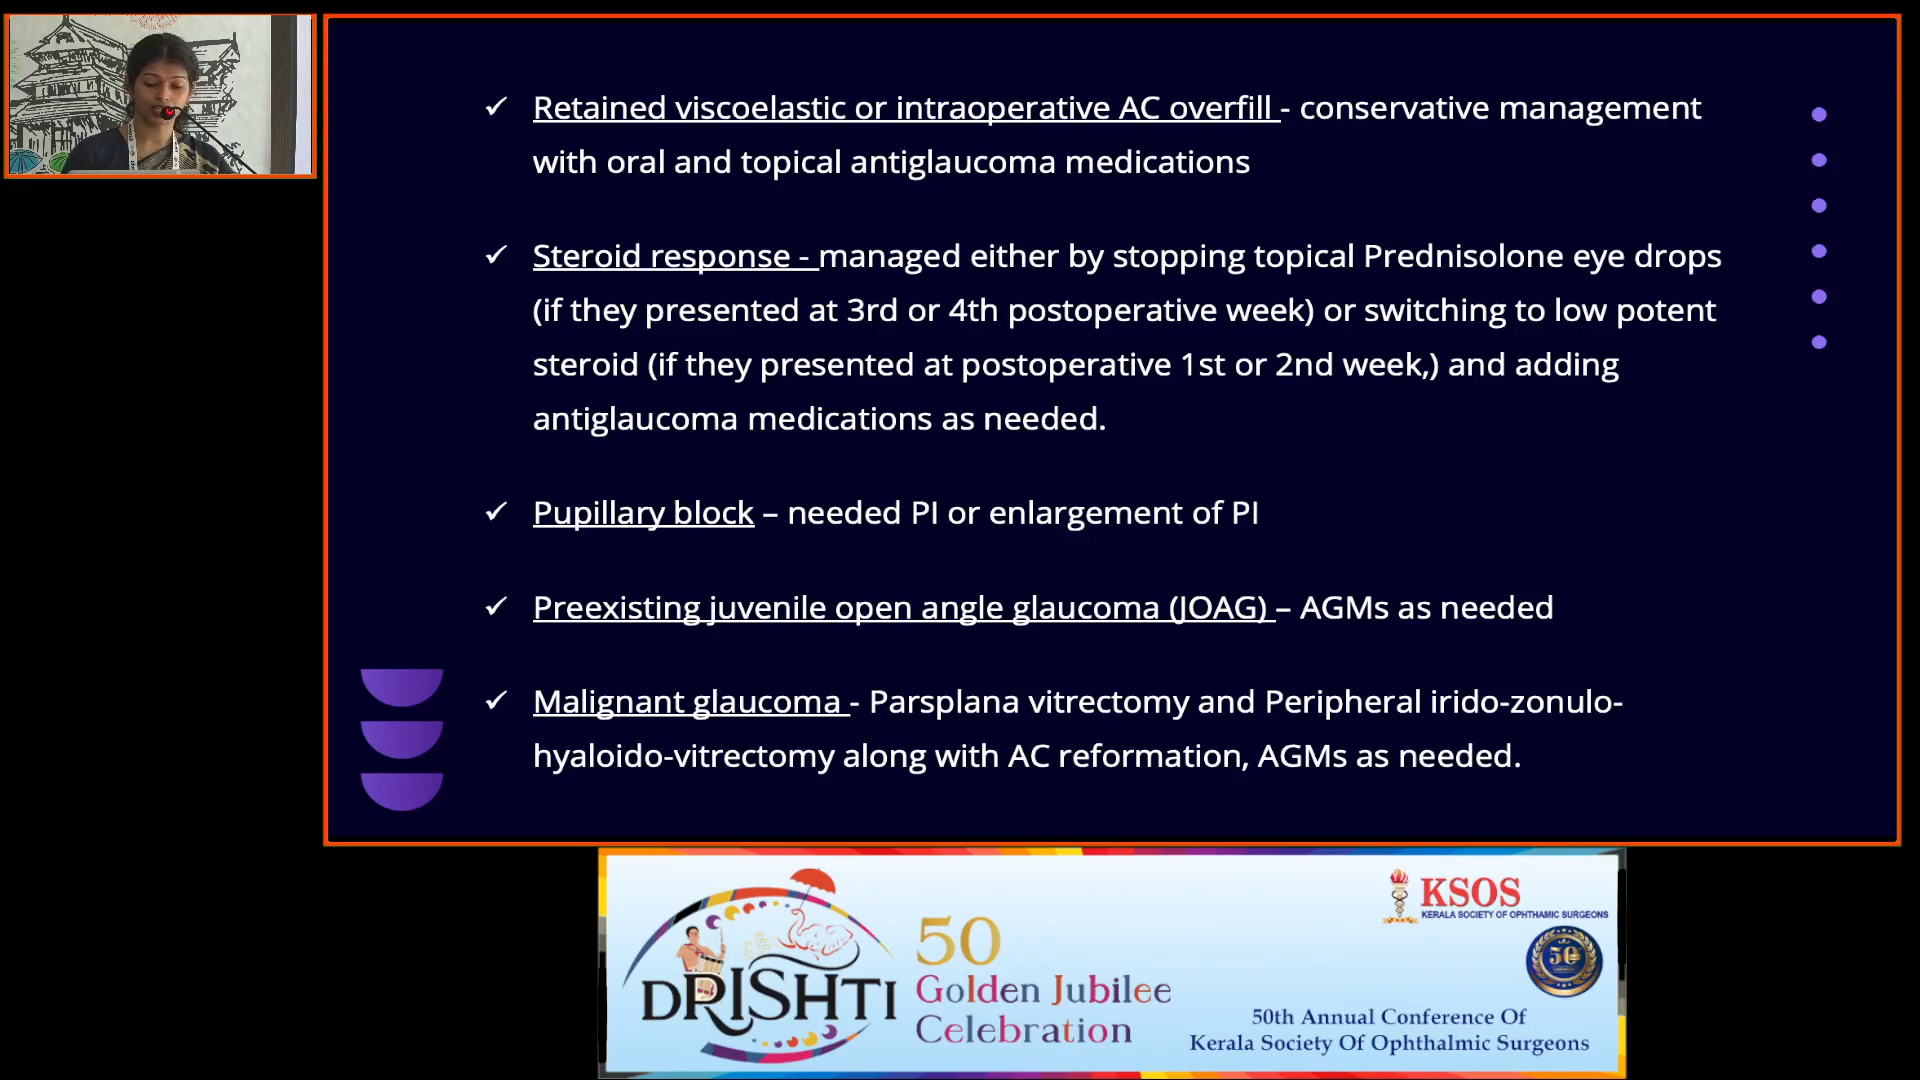 ✓ Retained viscoelastic or intraoperative AC overfill - conservative management
with oral and topical antiglaucoma medications
✓ Steroid response - managed either by stopping topical Prednisolone eye drops
(if they presented at 3rd or 4th postoperative week) or switching to low potent
steroid (if they presented at postoperative 1st or 2nd week,) and adding
antiglaucoma medications as needed.
✓ Pupillary block – needed PI or enlargement of PI
✓ Preexisting juvenile open angle glaucoma (JOAG) – AGMs as needed
✓ Malignant glaucoma - Parsplana vitrectomy and Peripheral irido-zonulo-
hyaloido-vitrectomy along with AC reformation, AGMs as needed.
DRISHTI
50
Golden Jubilee
Celebration
KSOS
KERALA SOCIETY OF OPHTHAMIC SURGEONS
50
50th Annual Conference Of
Kerala Society Of Ophthalmic Surgeons